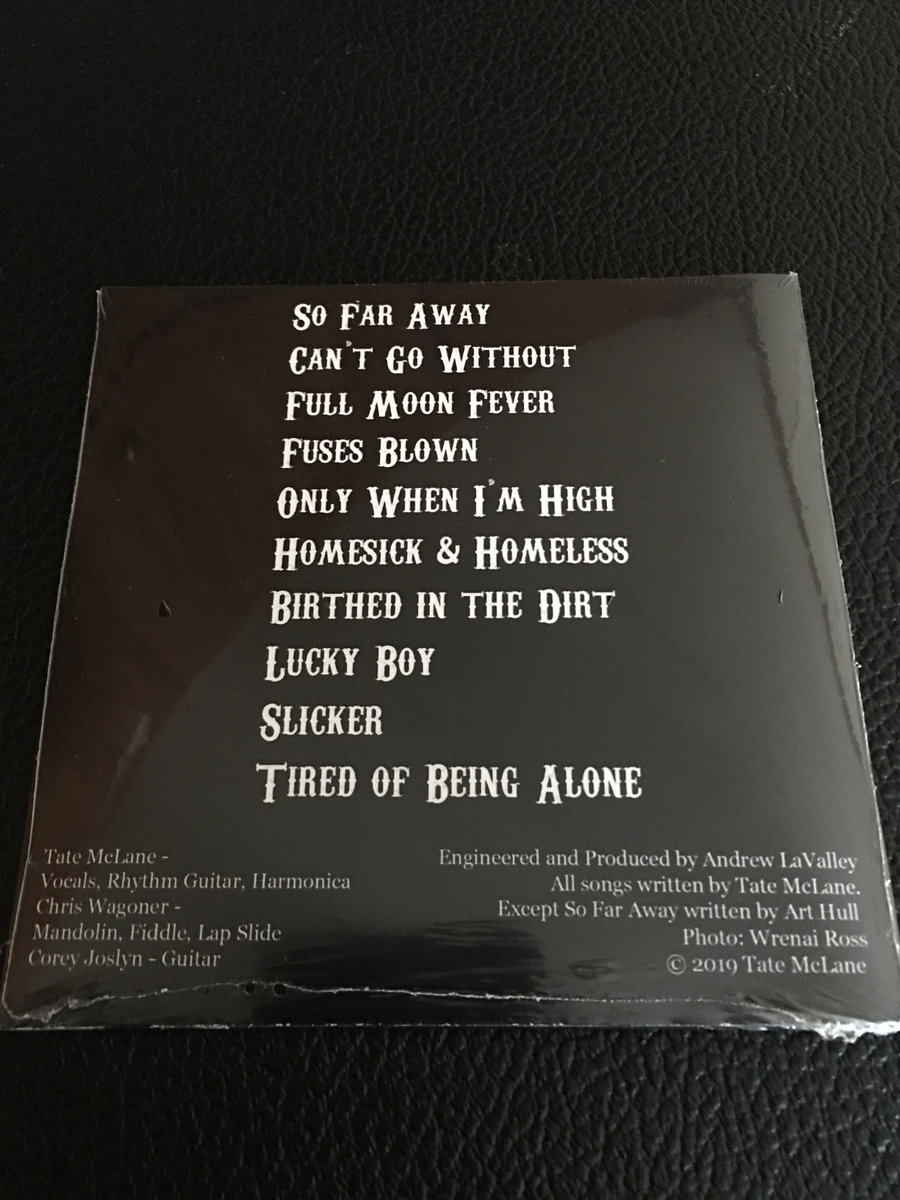 So Far Away
Can't Go Without
Full Moon Fever
Fuses Blown
Only When I'm High
Homesick & Homeless
Birthed in the Dirt
Lucky Boy
Slicker
Tired of Being Alone
Tate McLane -
Vocals, Rhythm Guitar, Harmonica
Chris Wagoner -
Mandolin, Fiddle, Lap Slide
Corey Joslyn - Guitar
Engineered and Produced by Andrew LaValley
All songs written by Tate McLane.
Except So Far Away written by Art Hull
Photo: Wrenai Ross
© 2019 Tate McLane